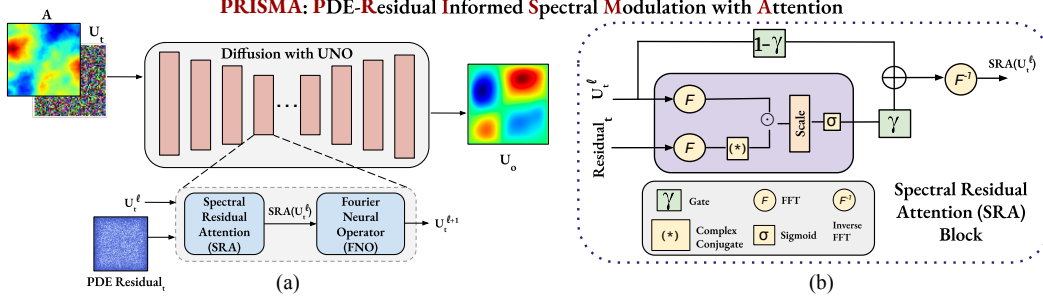 PRISMA: PDE-Residual Informed Spectral Modulation with Attention
A
Uₜ
Diffusion with UNO
...
Uₒ
Uₜˡ
Spectral
Residual
Attention
(SRA)
SRA(Uₜˡ)
Fourier
Neural
Operator
(FNO)
Uₜˡ⁺¹
PDE Residualₜ
(a)
1-γ
Uₜˡ
Residualₜ
F
F
(*)
Scale
σ
γ
F⁻¹
SRA(Uₜˡ)
γ Gate
F FFT
F⁻¹
Inverse
FFT
(*) Complex
Conjugate
σ Sigmoid
Spectral Residual
Attention (SRA)
Block
(b)